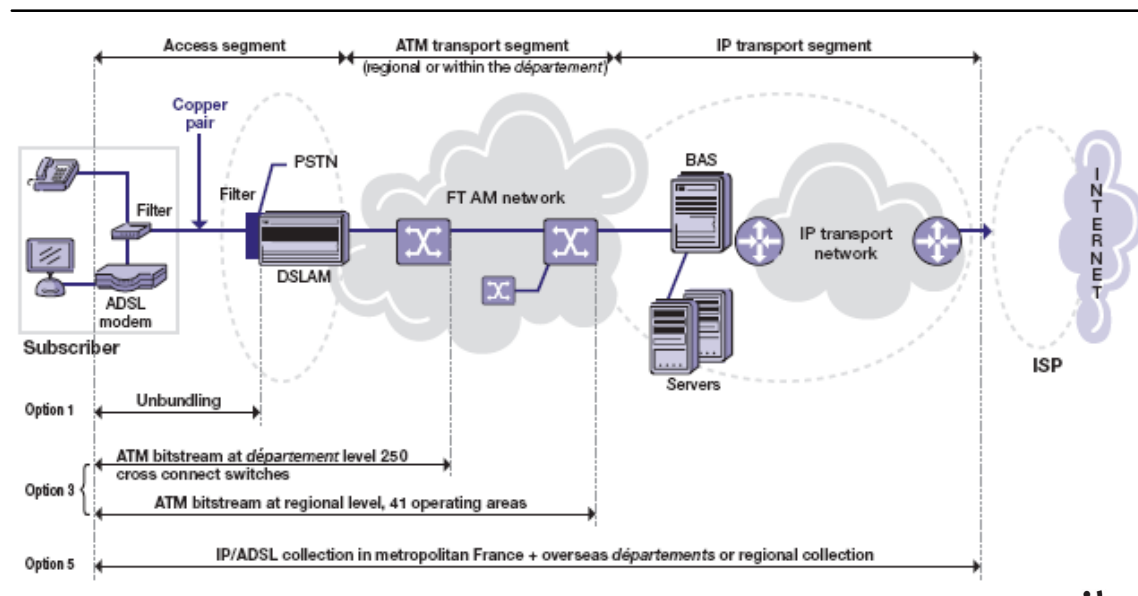 Access segment
ATM transport segment
(regional or within the département)
IP transport segment
Copper
pair
PSTN
Filter
Filter
DSLAM
ADSL
modem
Subscriber
FT AM network
BAS
IP transport
network
Servers
INTERNET
ISP
Option 1
Unbundling
Option 3
ATM bitstream at département level 250
cross connect switches
ATM bitstream at regional level, 41 operating areas
Option 5
IP/ADSL collection in metropolitan France + overseas départements or regional collection